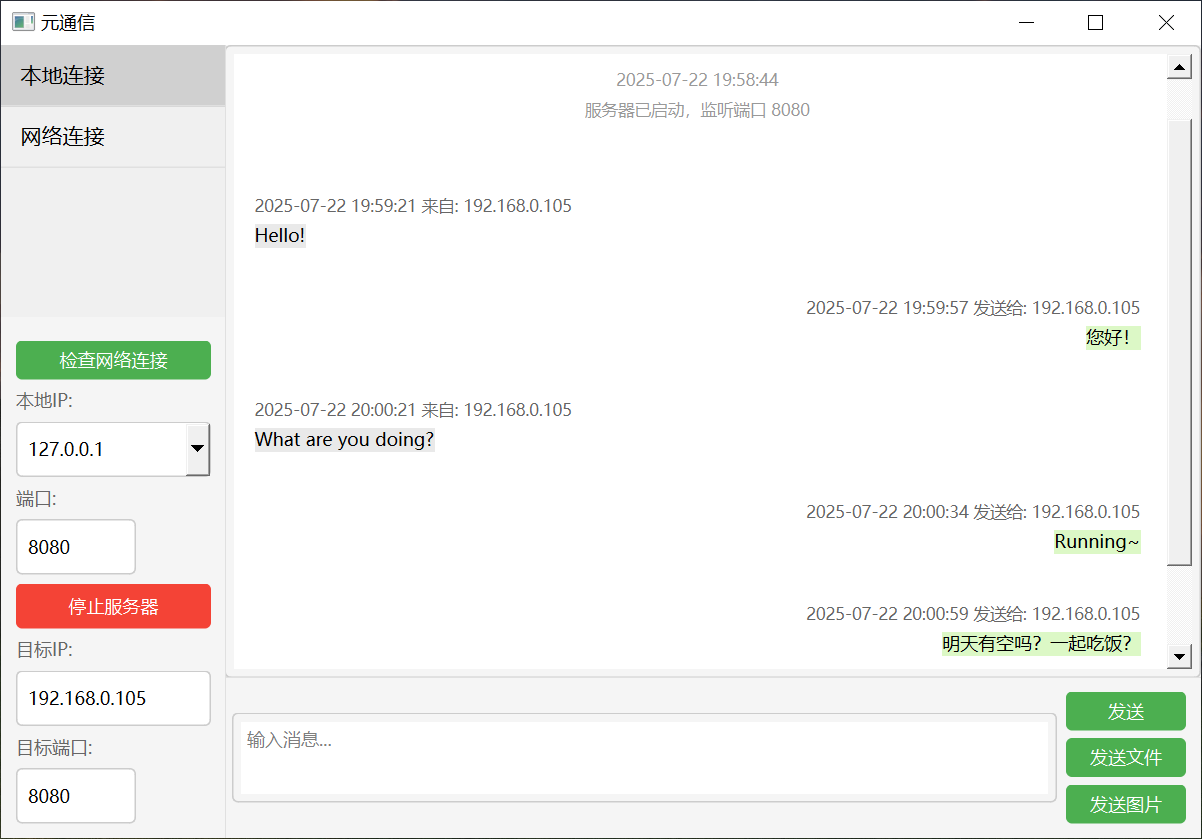 元通信
本地连接
网络连接
检查网络连接
本地IP:
127.0.0.1
端口:
8080
停止服务器
目标IP:
192.168.0.105
目标端口:
8080
2025-07-22 19:58:44
服务器已启动，监听端口 8080
2025-07-22 19:59:21 来自: 192.168.0.105
Hello!
2025-07-22 19:59:57 发送给: 192.168.0.105
您好！
2025-07-22 20:00:21 来自: 192.168.0.105
What are you doing?
2025-07-22 20:00:34 发送给: 192.168.0.105
Running~
2025-07-22 20:00:59 发送给: 192.168.0.105
明天有空吗？一起吃饭？
输入消息...
发送
发送文件
发送图片